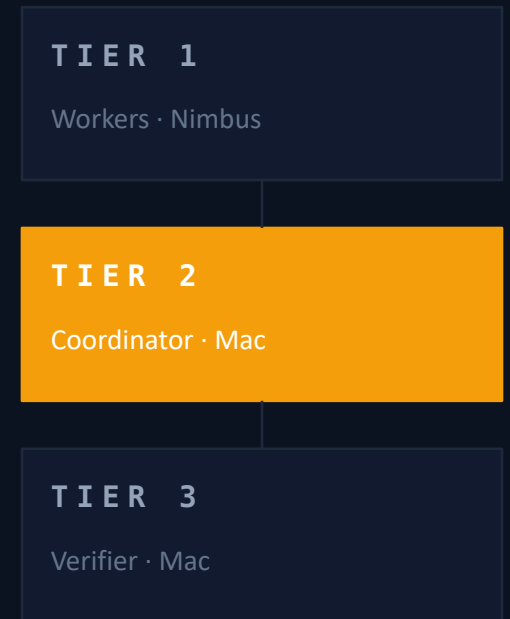 TIER 1
Workers · Nimbus
TIER 2
Coordinator · Mac
TIER 3
Verifier · Mac